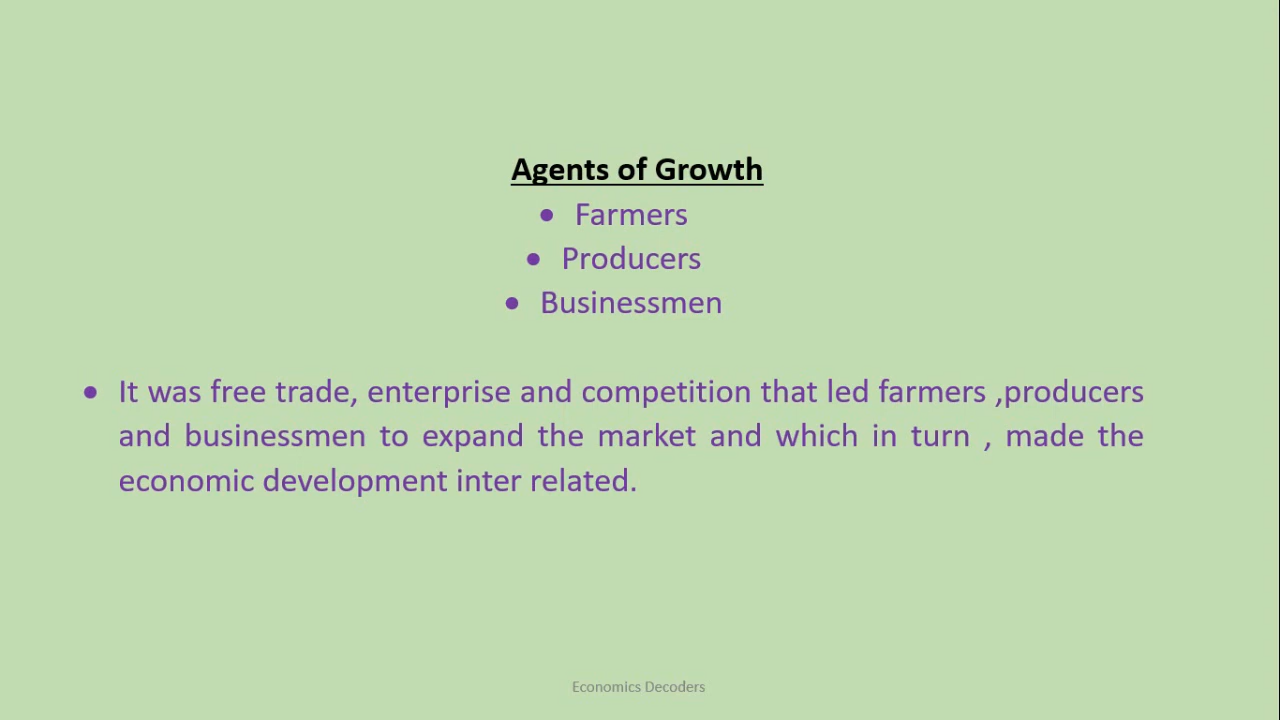 Agents of Growth
• Farmers
• Producers
• Businessmen
• It was free trade, enterprise and competition that led farmers ,producers
and businessmen to expand the market and which in turn , made the
economic development inter related.
Economics Decoders